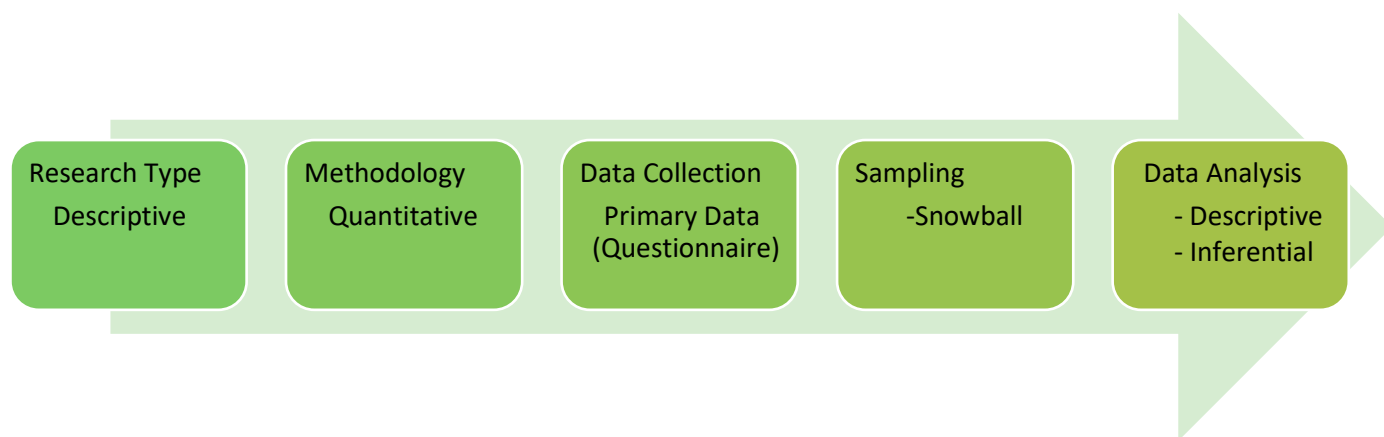 Research Type
Descriptive
Methodology
Quantitative
Data Collection
Primary Data
(Questionnaire)
Sampling
-Snowball
Data Analysis
- Descriptive
- Inferential